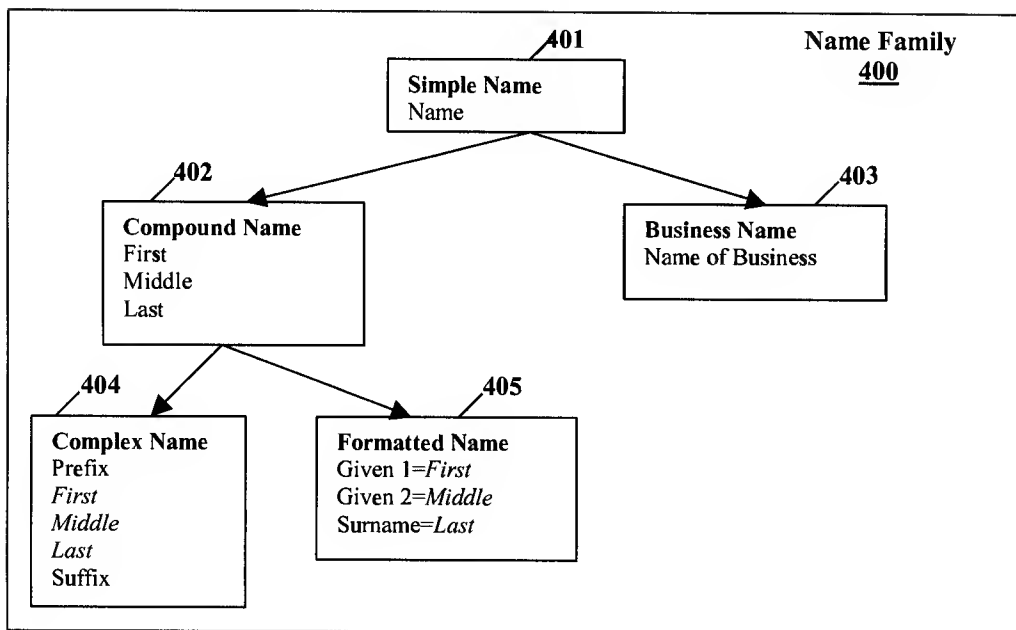 401
Name Family
400
Simple Name
Name
402
Compound Name
First
Middle
Last
403
Business Name
Name of Business
404
Complex Name
Prefix
First
Middle
Last
Suffix
405
Formatted Name
Given 1=First
Given 2=Middle
Surname=Last